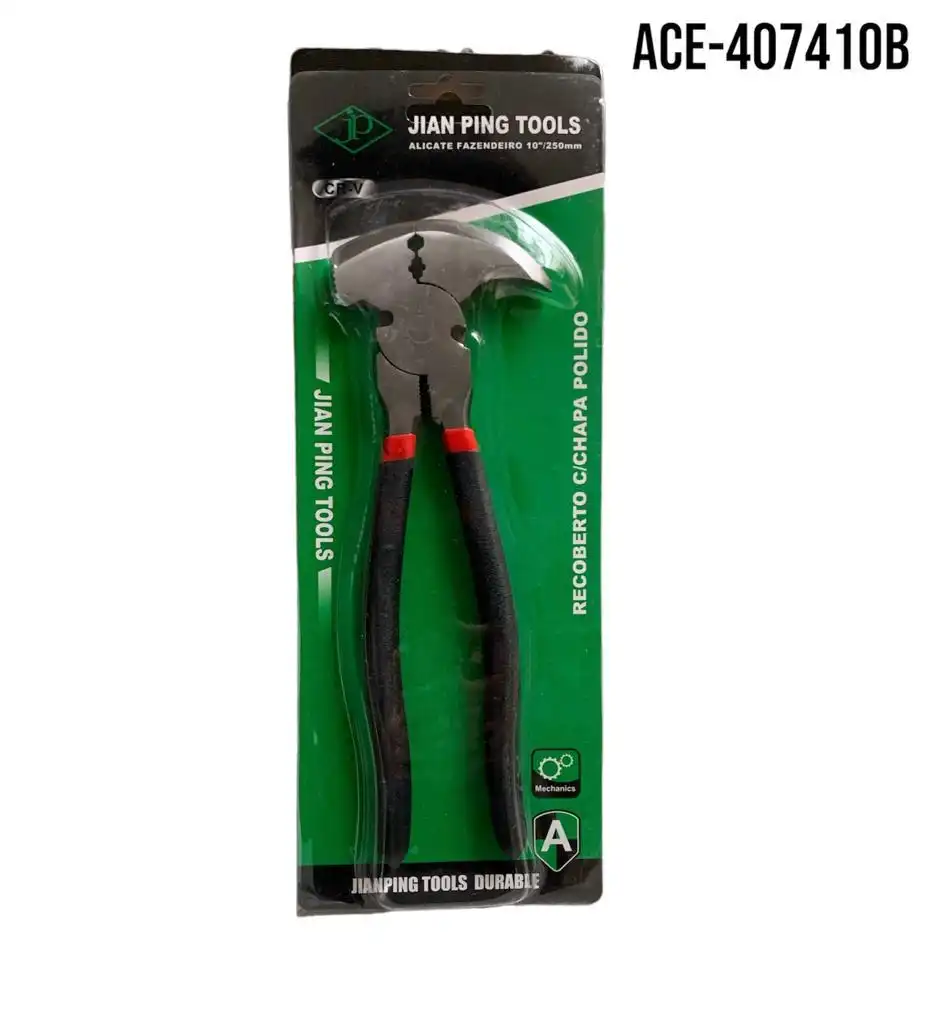 ACE-407410B
jp
JIAN PING TOOLS
ALICATE FAZENDEIRO 10"/250mm
CR-V
JIAN PING TOOLS
RECOBERTO C/CHAPA POLIDO
Mechanics
A
JIANPING TOOLS DURABLE